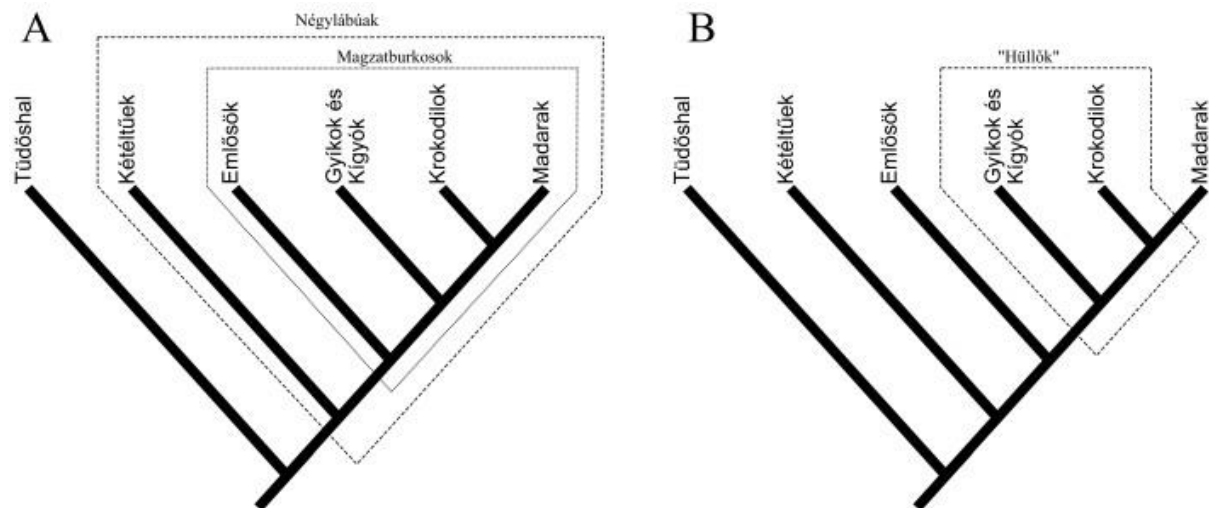 A
Négylábúak
Magzatburkosok
Tüdőshal
Kétéltűek
Emlősök
Gyíkok és
Kígyók
Krokodilok
Madarak
B
"Hüllők"
Tüdőshal
Kétéltűek
Emlősök
Gyíkok és
Kígyók
Krokodilok
Madarak